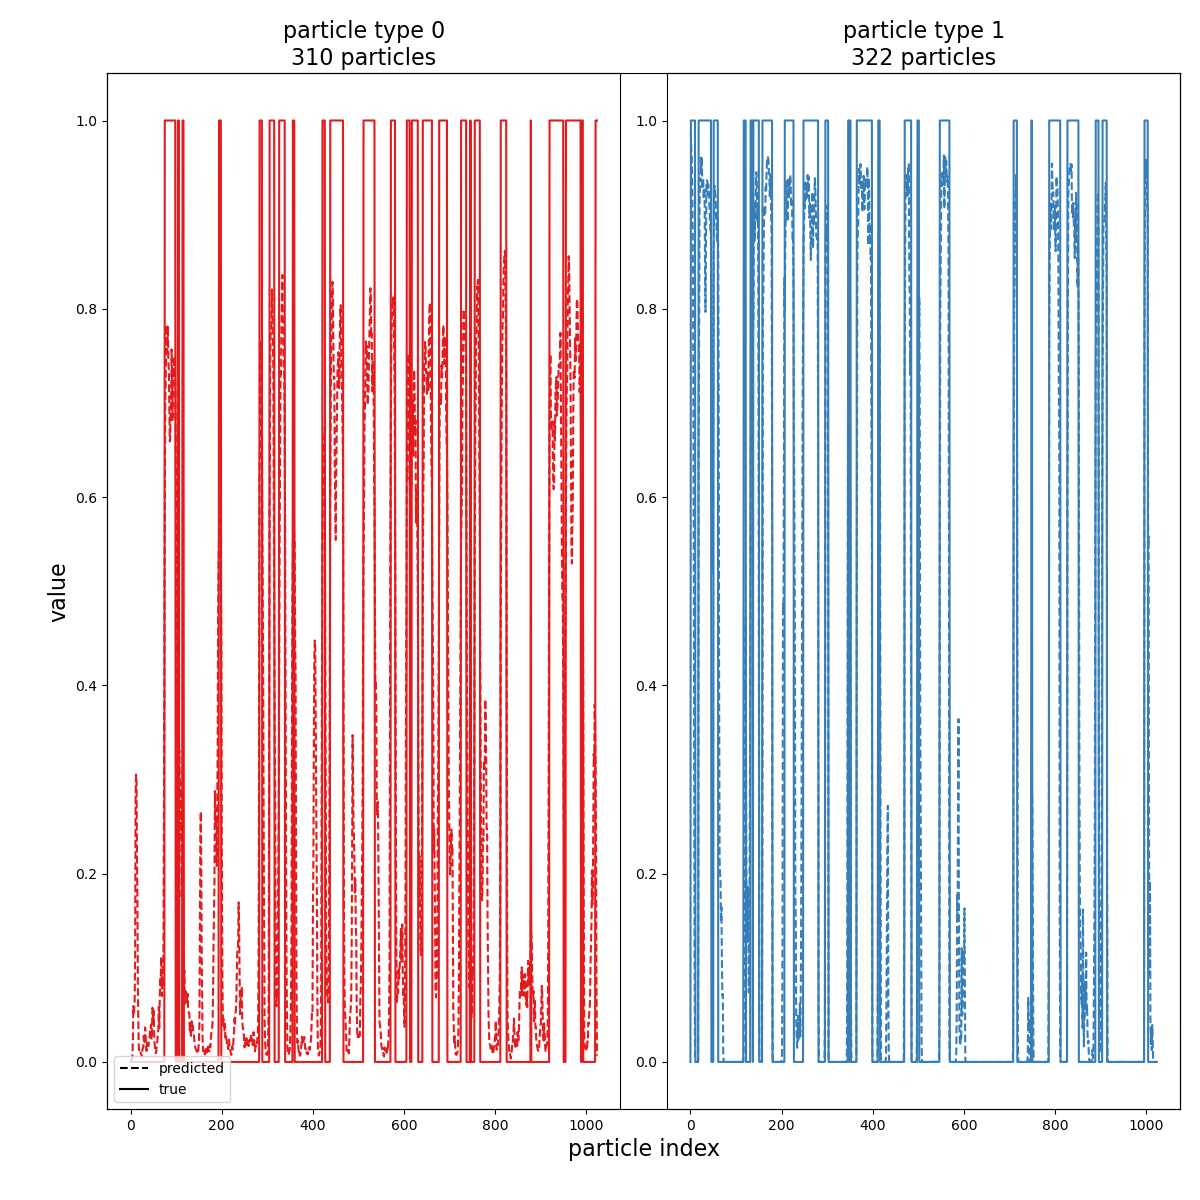 particle type 0
310 particles
particle type 1
322 particles
value
1.0
0.8
0.6
0.4
0.2
0.0
1.0
0.8
0.6
0.4
0.2
0.0
predicted
true
0 200 400 600 800 1000
0 200 400 600 800 1000
particle index